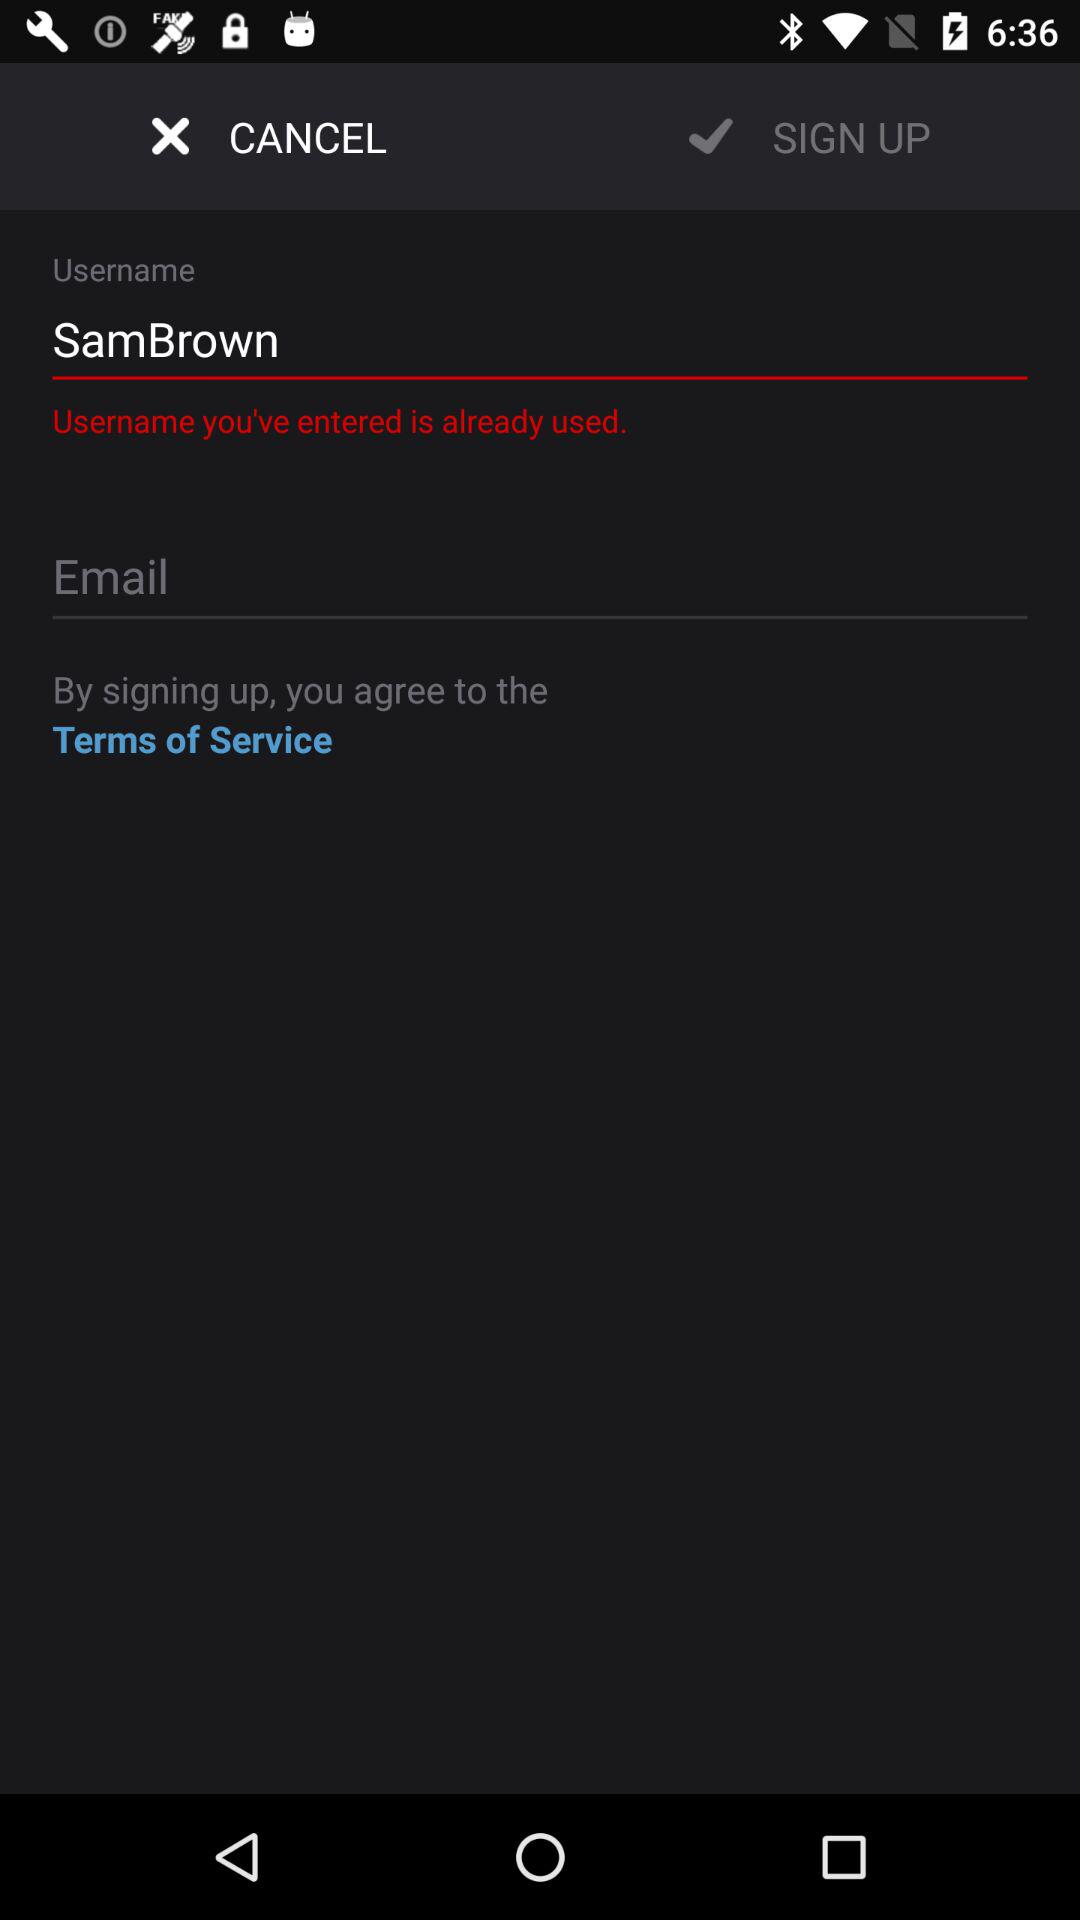 FAKE
6:36
CANCEL
SIGN UP
Username
SamBrown
Username you've entered is already used.
Email
By signing up, you agree to the
Terms of Service